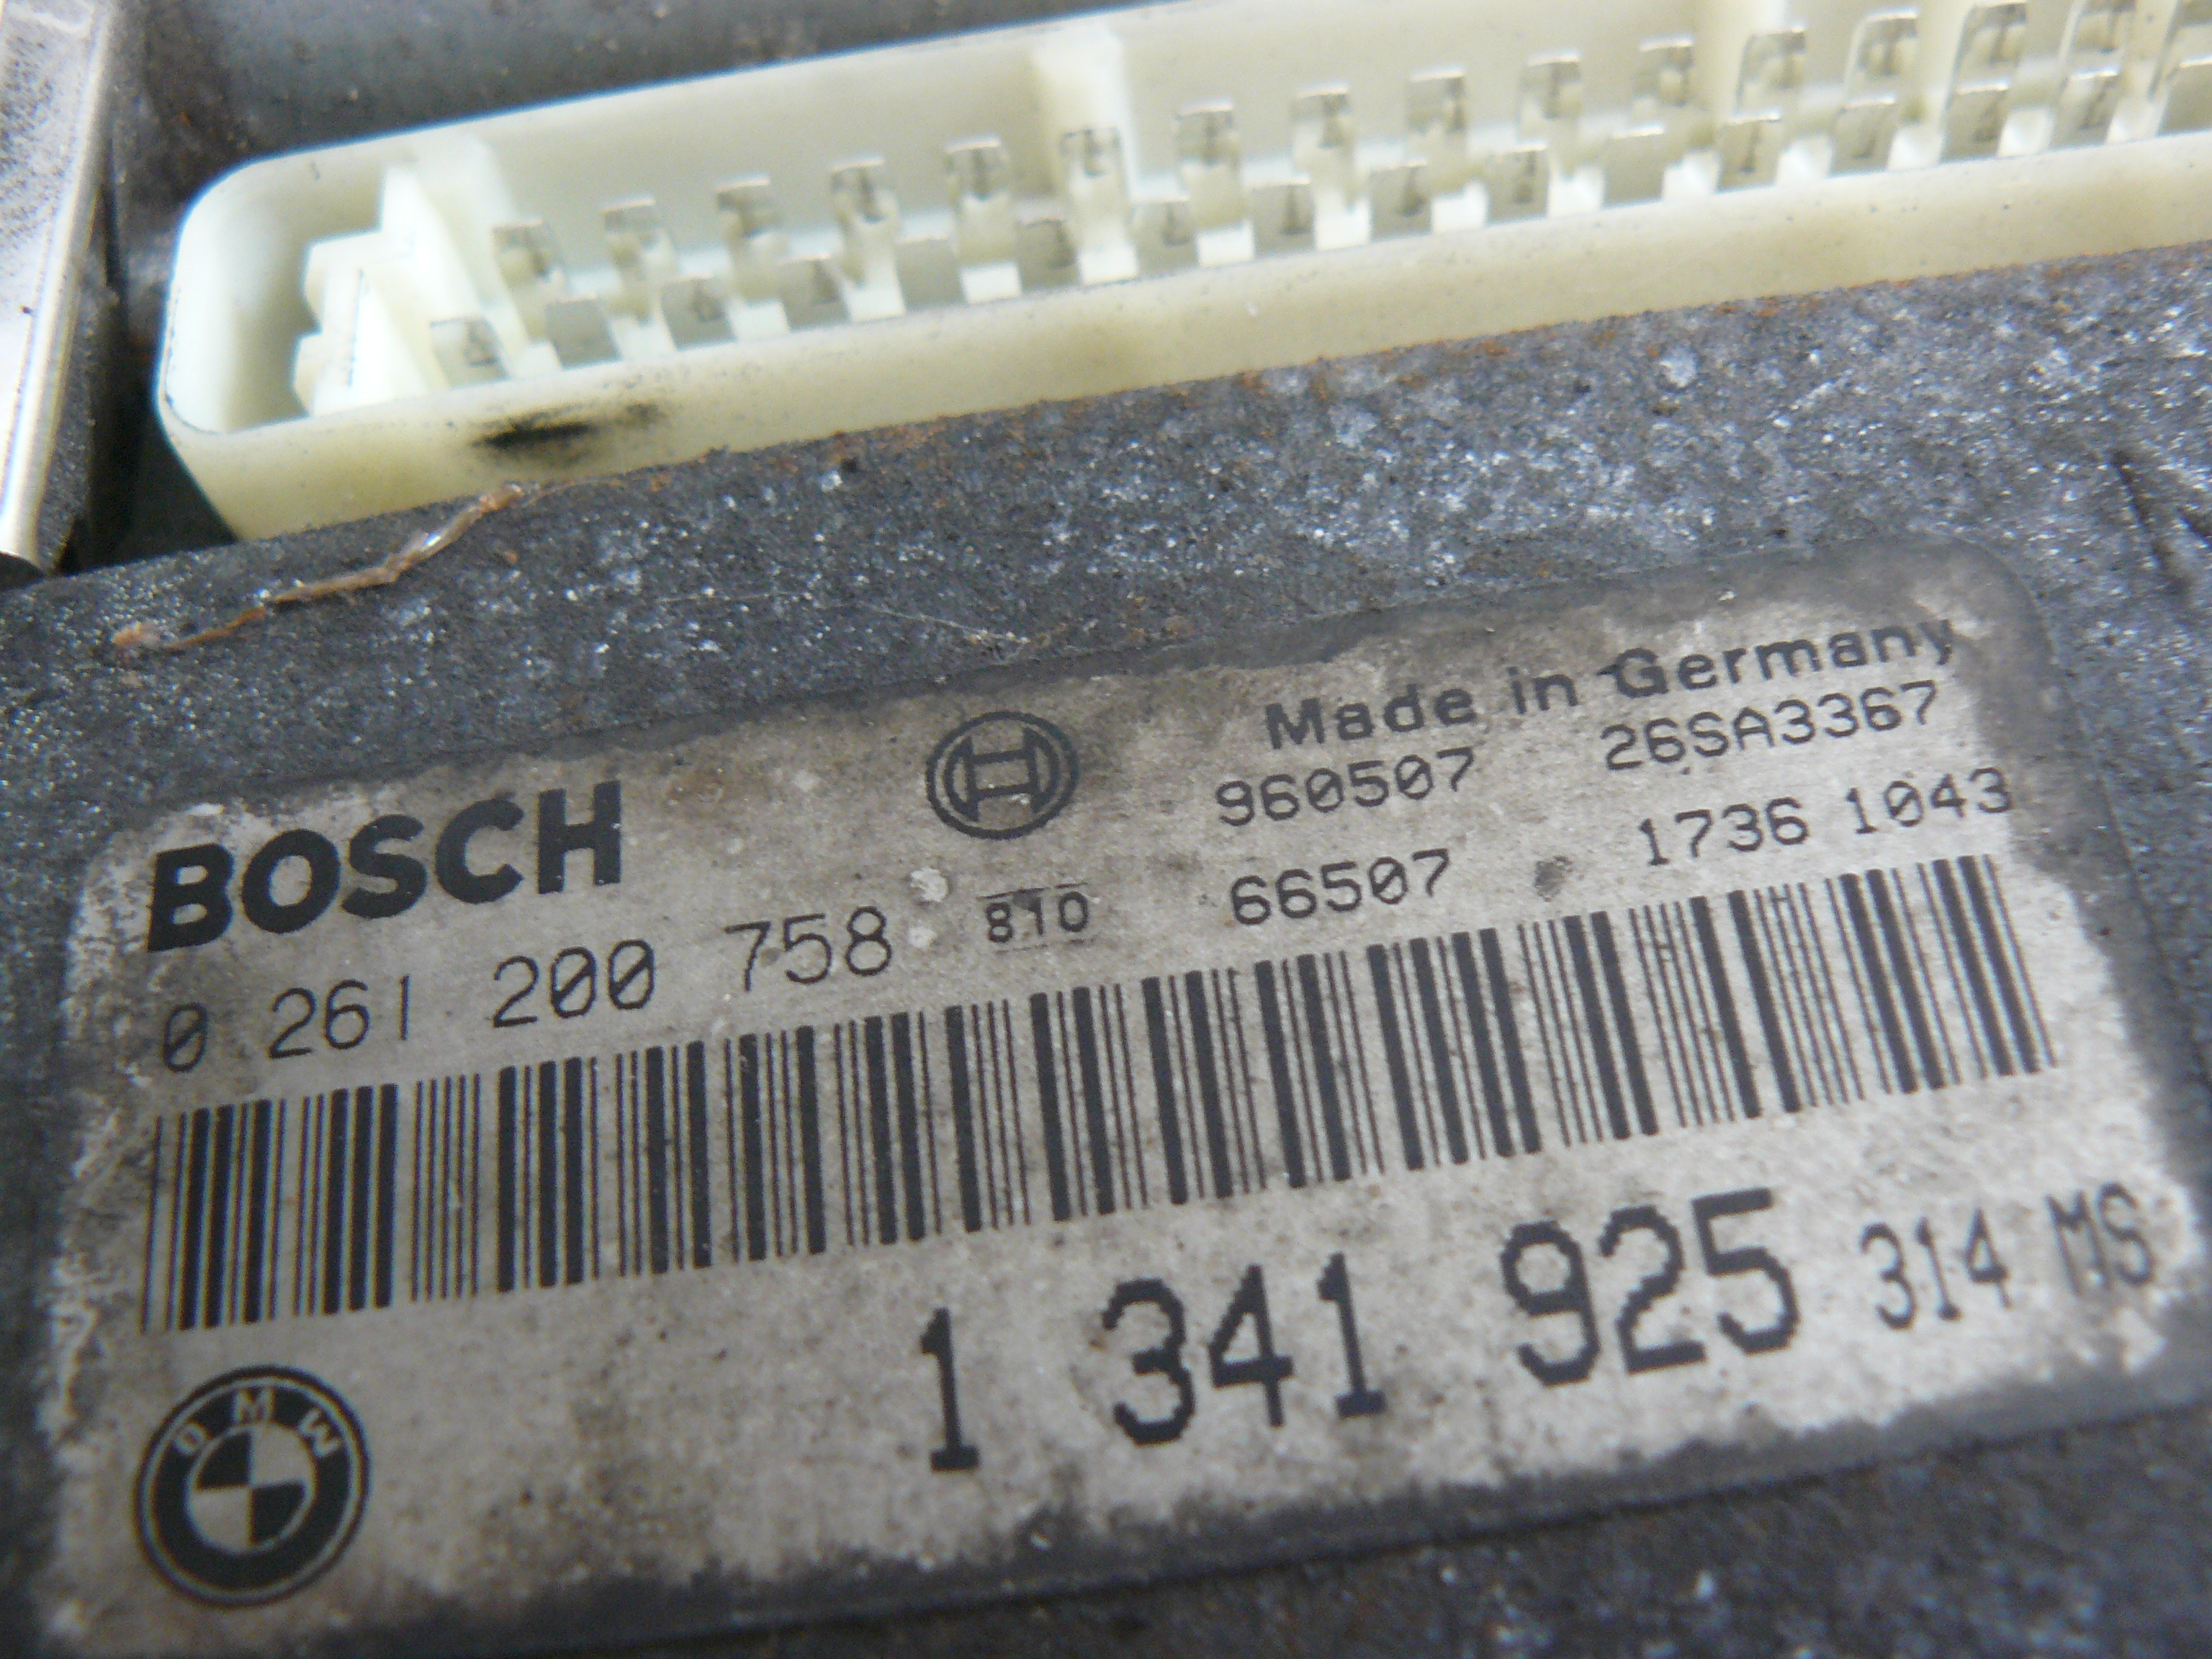 Made in Germany
BOSCH 960507 26SA3367
0 261 200 758 810 66507 1736 1043
BMW 1 341 925 314 MS